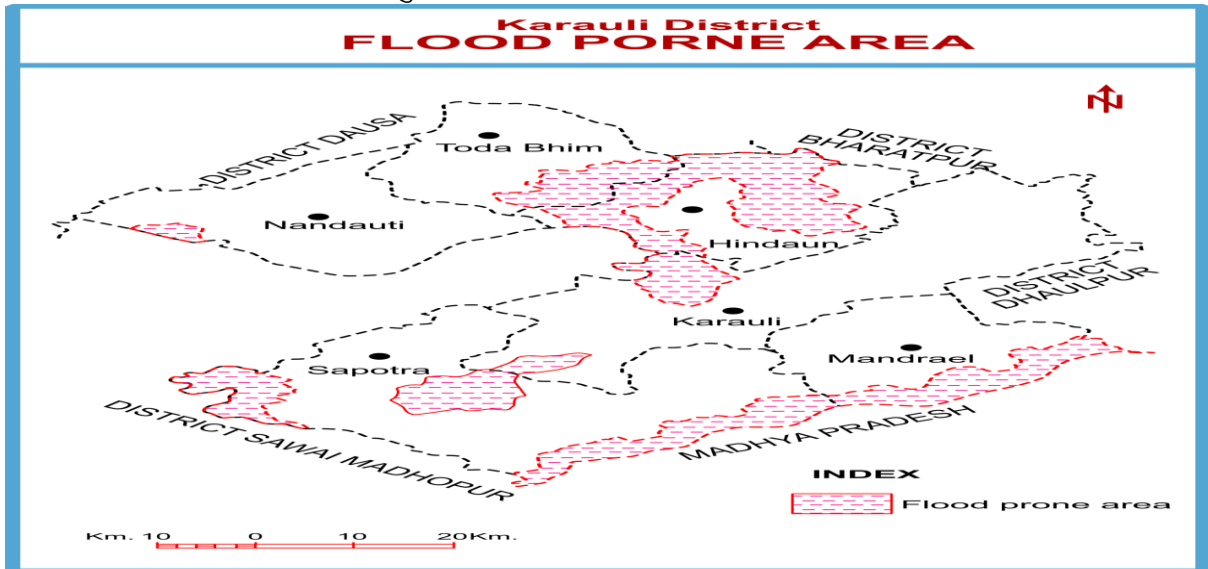 Karauli District
FLOOD PORNE AREA
N
DISTRICT DAUSA
Toda Bhim
DISTRICT
BHARATPUR
Nandauti
Hindaun
DISTRICT
DHAULPUR
Karauli
Mandrael
Sapotra
DISTRICT SAWAI MADHOPUR
MADHYA PRADESH
INDEX
Flood prone area
Km. 10 0 10 20Km.